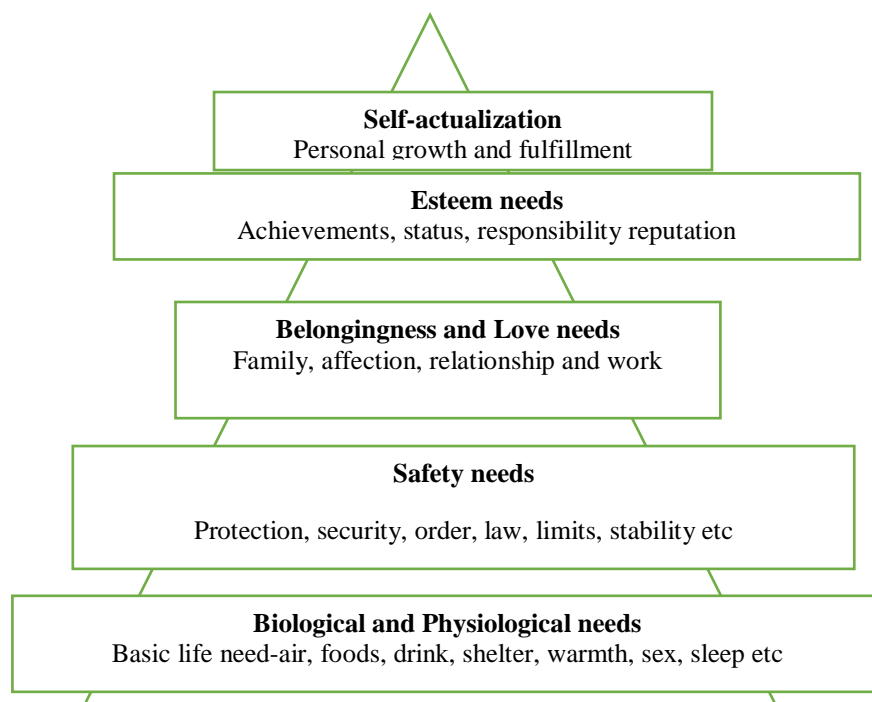 Self-actualization
Personal growth and fulfillment
Esteem needs
Achievements, status, responsibility reputation
Belongingness and Love needs
Family, affection, relationship and work
Safety needs
Protection, security, order, law, limits, stability etc
Biological and Physiological needs
Basic life need-air, foods, drink, shelter, warmth, sex, sleep etc